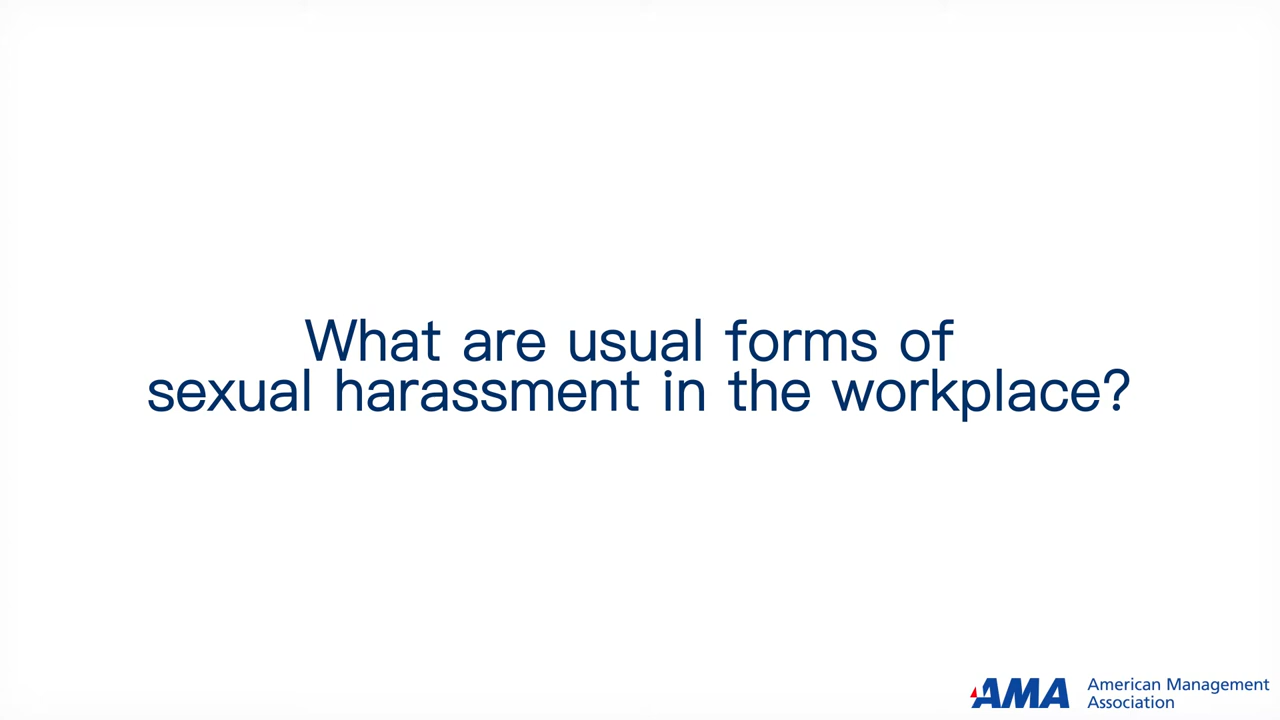 What are usual forms of
sexual harassment in the workplace?
AMA American Management
Association